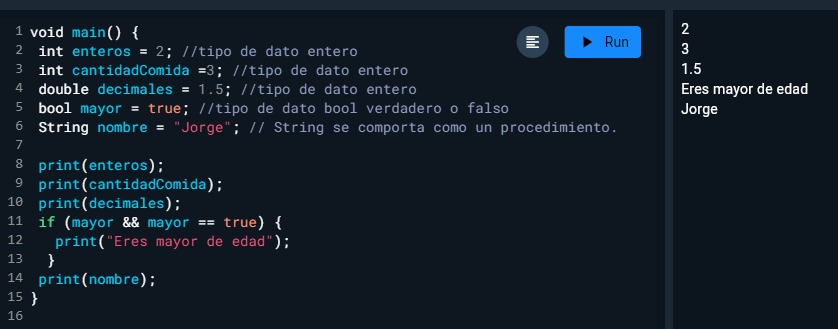 1 void main() {
2 int enteros = 2; //tipo de dato entero
3 int cantidadComida =3; //tipo de dato entero
4 double decimales = 1.5; //tipo de dato entero
5 bool mayor = true; //tipo de dato bool verdadero o falso
6 String nombre = "Jorge"; // String se comporta como un procedimiento.
7
8 print(enteros);
9 print(cantidadComida);
10 print(decimales);
11 if (mayor && mayor == true) {
12 print("Eres mayor de edad");
13 }
14 print(nombre);
15 }
16
Run
2
3
1.5
Eres mayor de edad
Jorge